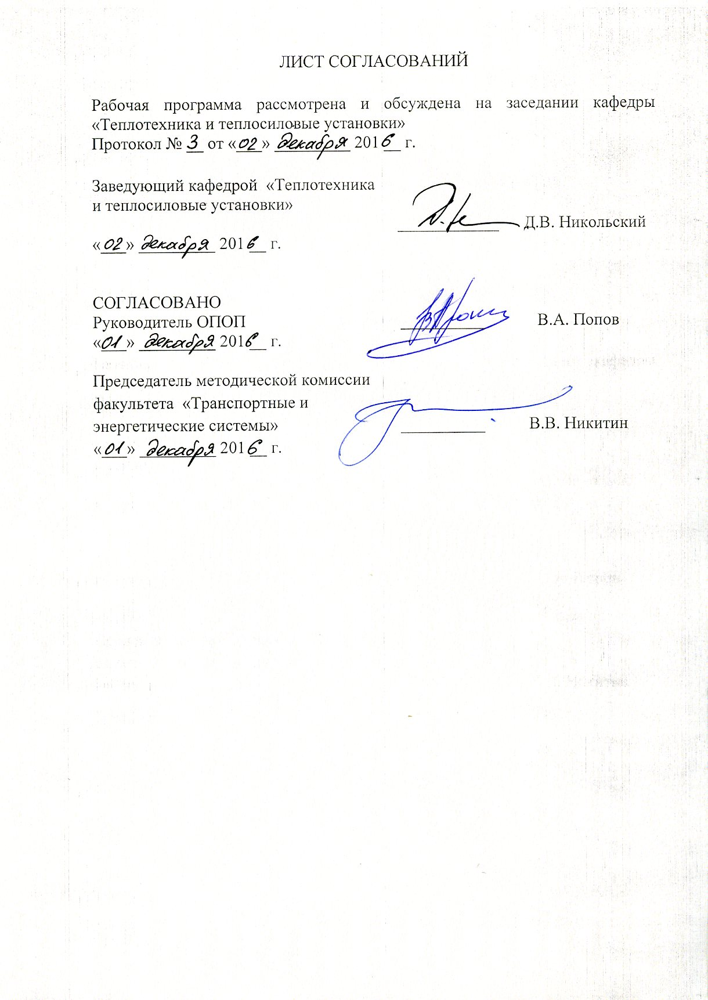 ЛИСТ СОГЛАСОВАНИЙ
Рабочая программа рассмотрена и обсуждена на заседании кафедры
«Теплотехника и теплосиловые установки»
Протокол № 3 от «02» декабря 2016 г.
Заведующий кафедрой «Теплотехника
и теплосиловые установки»
Д.В. Никольский
«02» декабря 2016 г.
СОГЛАСОВАНО
Руководитель ОПОП
В.А. Попов
«01» декабря 2016 г.
Председатель методической комиссии
факультета «Транспортные и
энергетические системы»
В.В. Никитин
«01» декабря 2016 г.